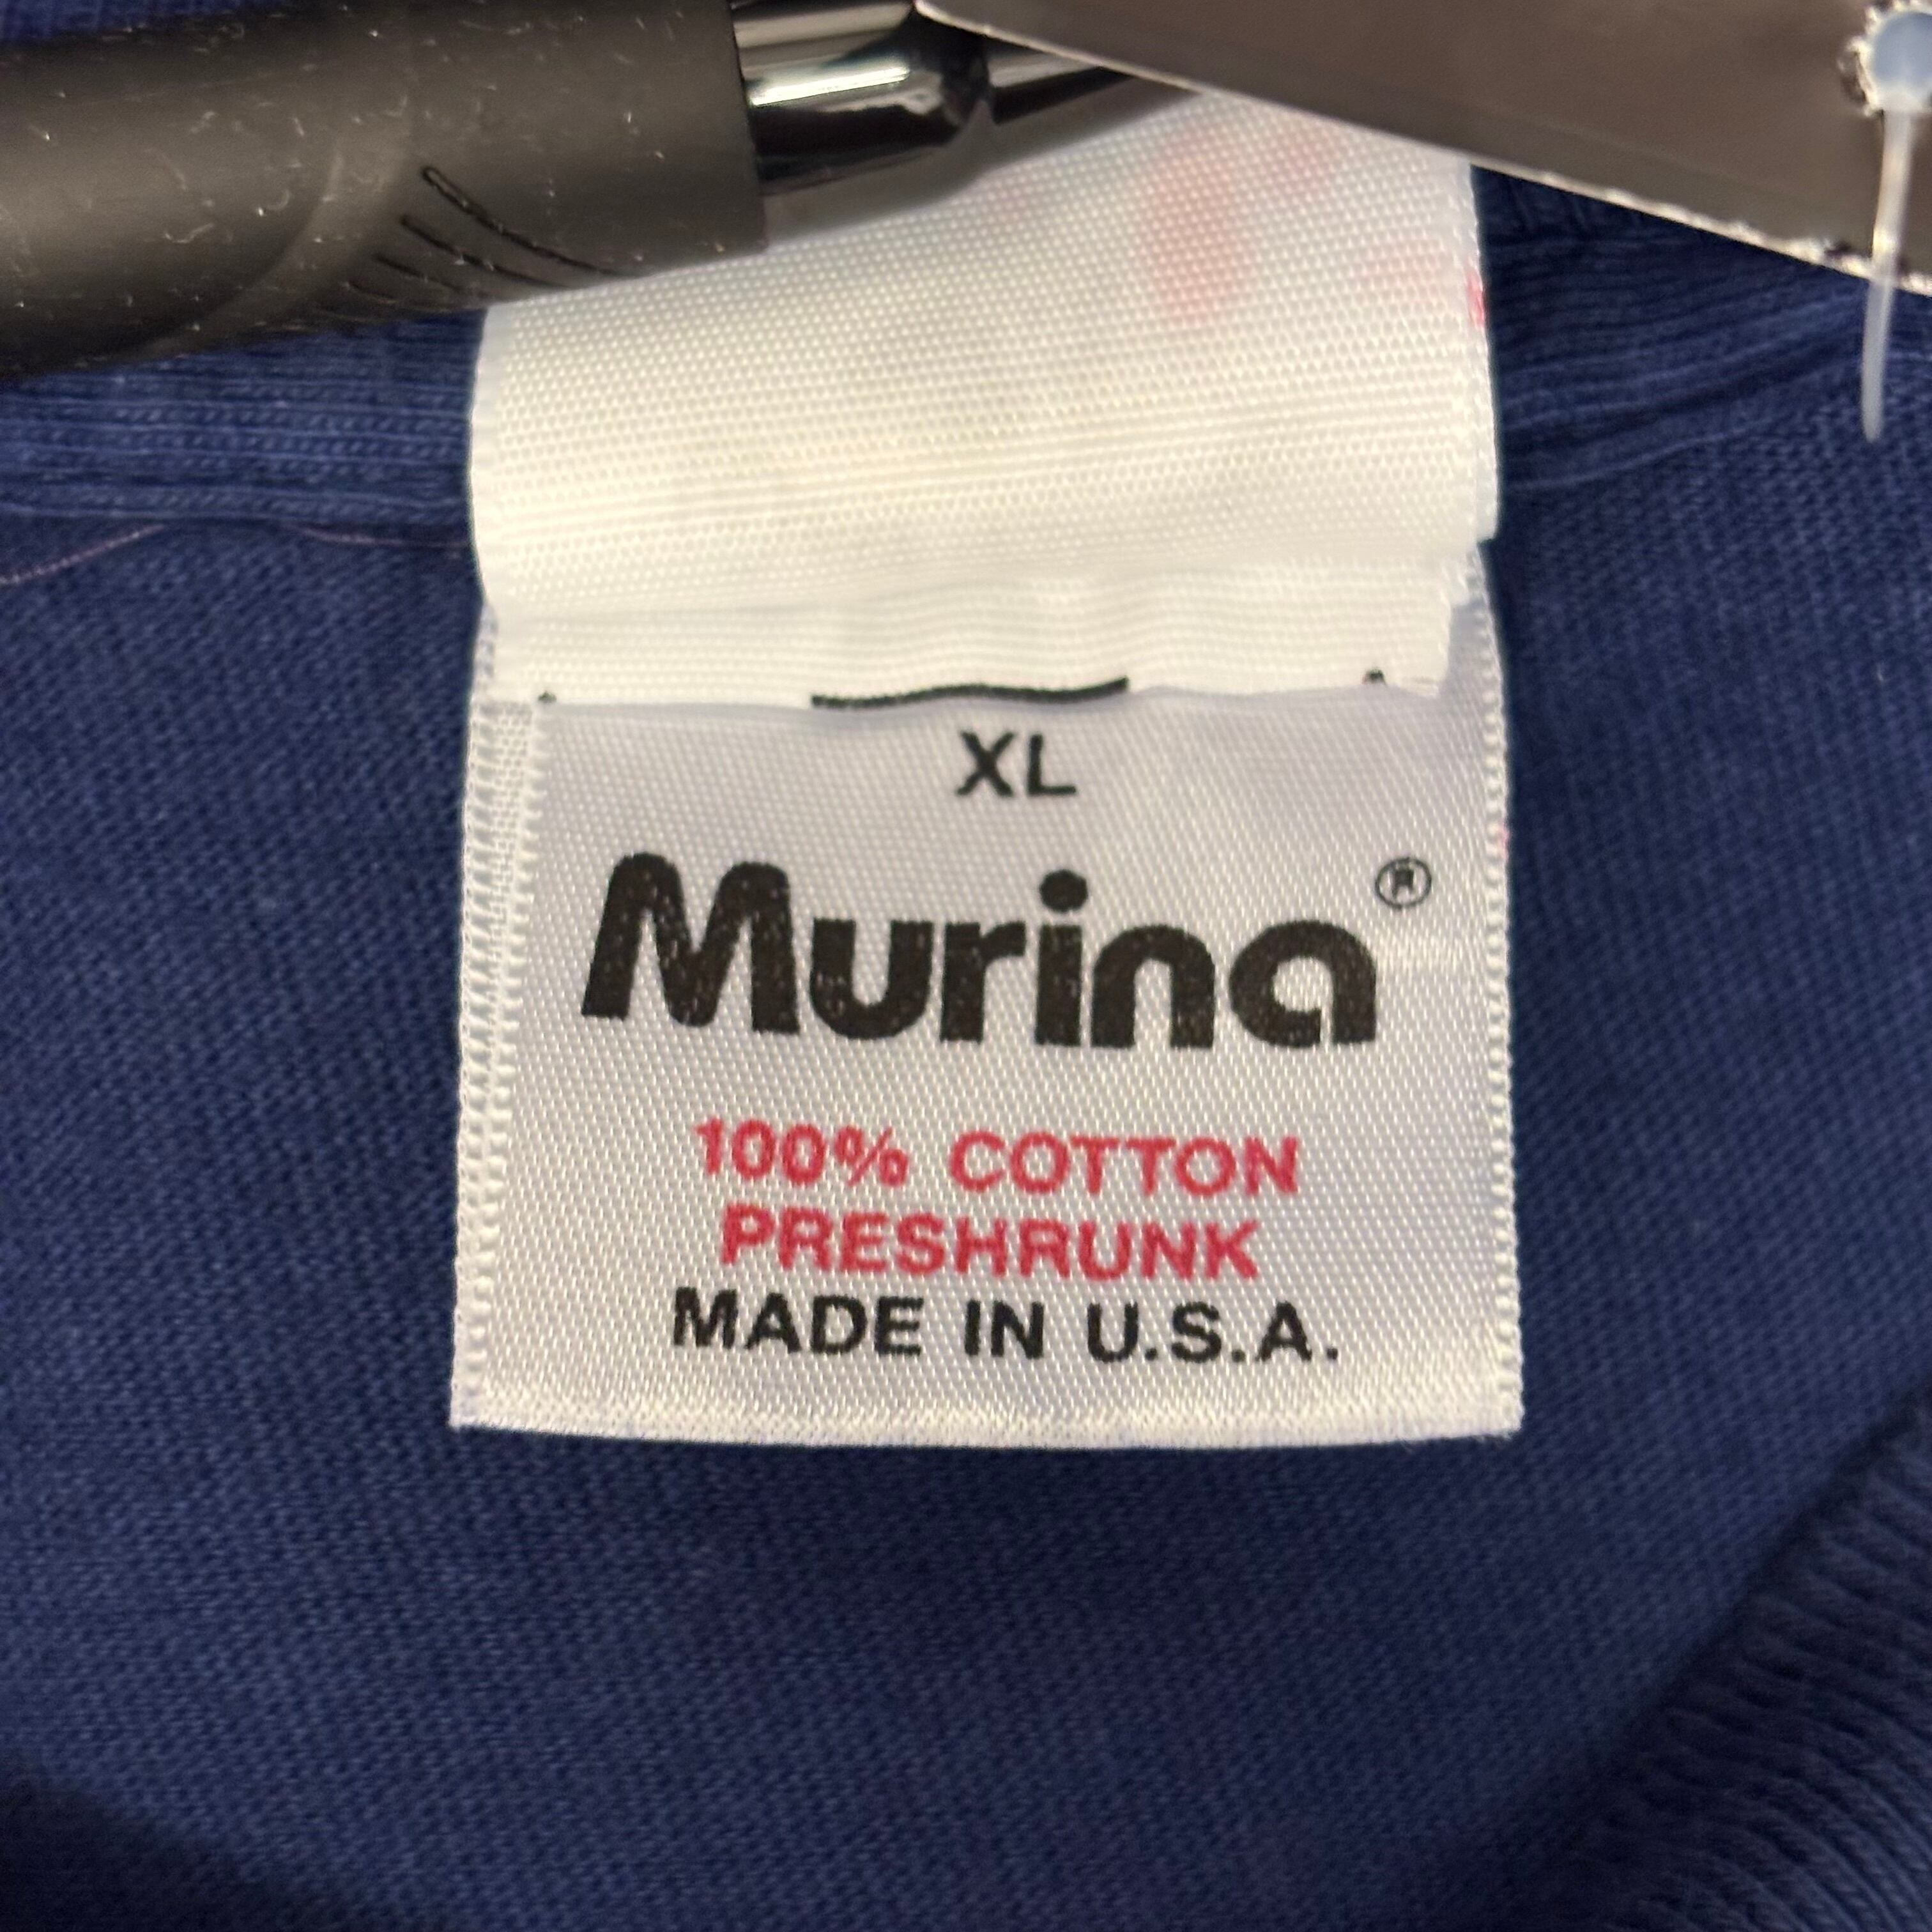 XL
Murina®
100% COTTON
PRESHRUNK
MADE IN U.S.A.